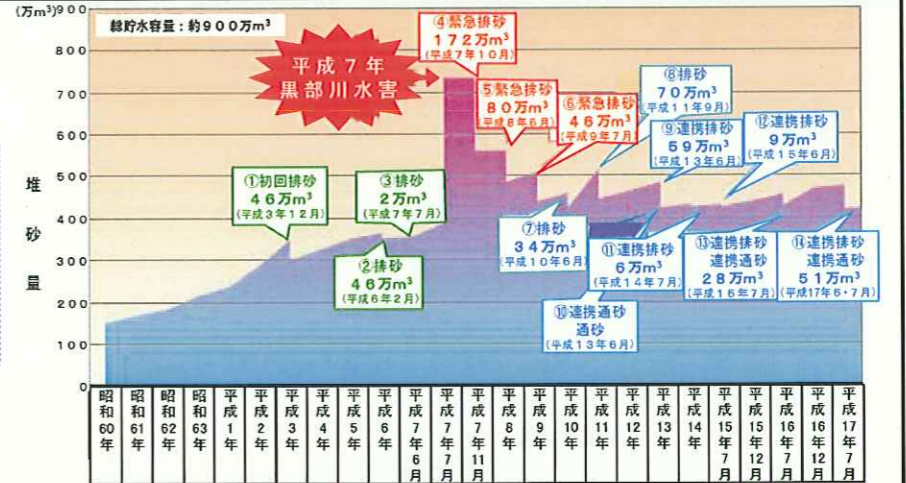 (万m³)
900
総貯水容量：約900万m³
800
700
600
500
400
300
200
100
0
堆砂量
平成7年
黒部川水害
①初回排砂
46万m³
(平成3年12月)
②排砂
46万m³
(平成6年2月)
③排砂
2万m³
(平成7年7月)
④緊急排砂
172万m³
(平成7年10月)
⑤緊急排砂
80万m³
(平成8年6月)
⑥緊急排砂
46万m³
(平成9年7月)
⑦排砂
34万m³
(平成10年6月)
⑧排砂
70万m³
(平成11年9月)
⑨連携排砂
59万m³
(平成13年6月)
⑩連携通砂
通砂
(平成13年6月)
⑪連携排砂
6万m³
(平成14年7月)
⑫連携排砂
9万m³
(平成15年6月)
⑬連携排砂
連携通砂
28万m³
(平成16年7月)
⑭連携排砂
連携通砂
51万m³
(平成17年6・7月)
昭和60年
昭和61年
昭和62年
昭和63年
平成1年
平成2年
平成3年
平成4年
平成5年
平成6年
平成7年6月
平成7年7月
平成7年11月
平成8年
平成9年
平成10年
平成11年
平成12年
平成13年
平成14年
平成15年7月
平成15年12月
平成16年7月
平成16年12月
平成17年7月